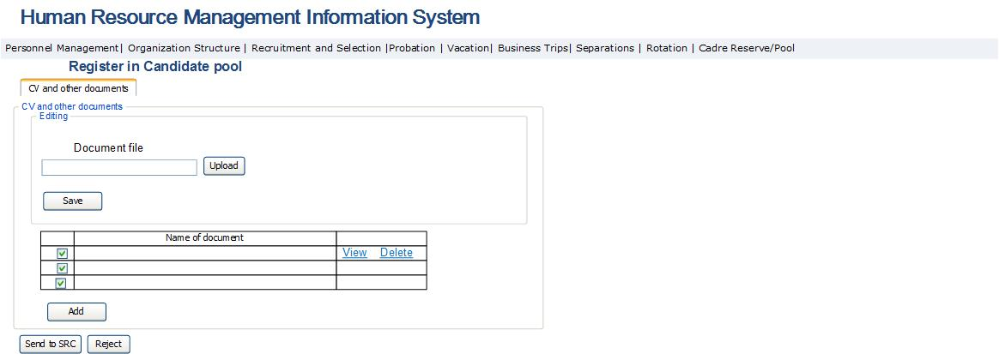 Human Resource Management Information System
Personnel Management| Organization Structure | Recruitment and Selection |Probation | Vacation| Business Trips| Separations | Rotation | Cadre Reserve/Pool
Register in Candidate pool
CV and other documents
CV and other documents
Editing
Document file
Upload
Save
Name of document
View Delete
Add
Send to SRC Reject